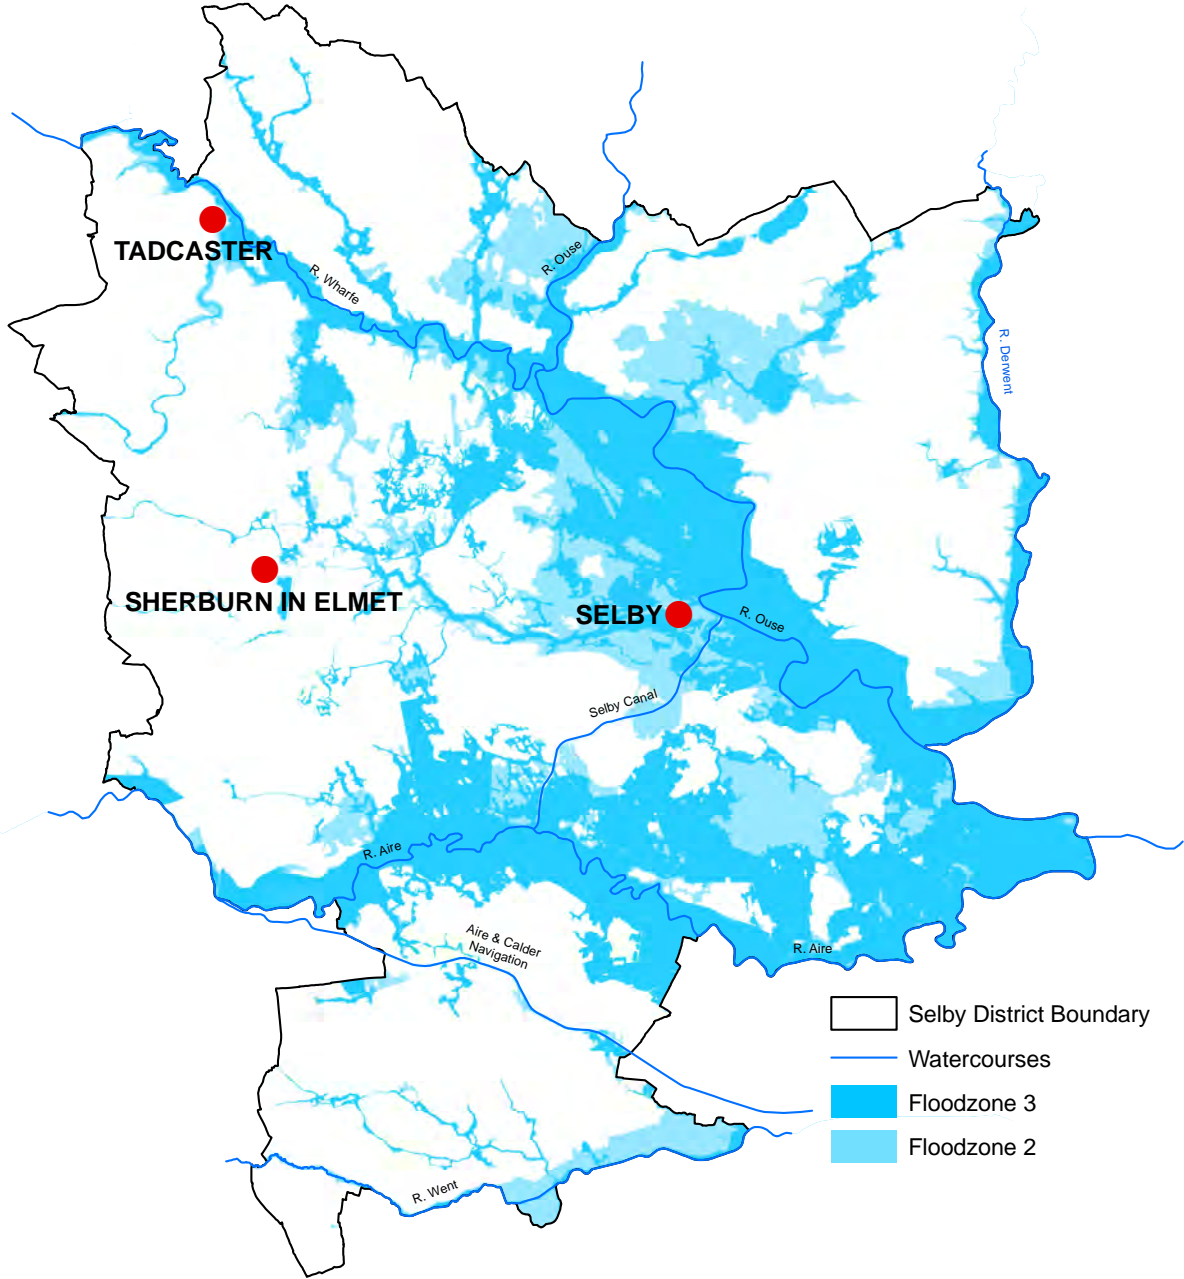 TADCASTER
R. Wharfe
R. Ouse
R. Derwent
SHERBURN IN ELMET
SELBY
R. Ouse
Selby Canal
R. Aire
Aire & Calder
Navigation
R. Aire
R. Went
Selby District Boundary
Watercourses
Floodzone 3
Floodzone 2